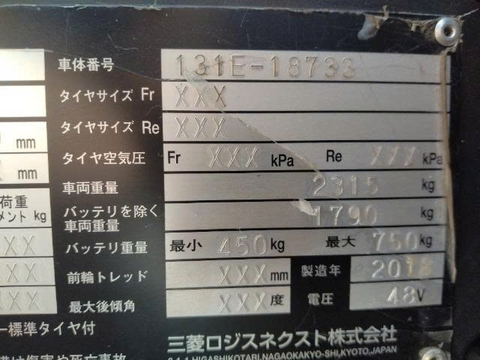 車体番号 131E-18733
タイヤサイズ Fr XXX
タイヤサイズ Re XXX
mm
タイヤ空気圧 Fr XXX kPa Re XXX kPa
車両重量 2315 kg
荷重
メント kg
バッテリを除く
車両重量 1790 kg
XX
バッテリ重量 最小 450 kg 最大 750 kg
XX
前輪トレッド XXX mm 製造年
XX
最大後傾角 XXX 度 電圧 48V
ー標準タイヤ付
三菱ロジスネクスト株式会社
HIGASHIKOTARI,NAGAOKAKYO-SHI,KYOTO,JAPAN